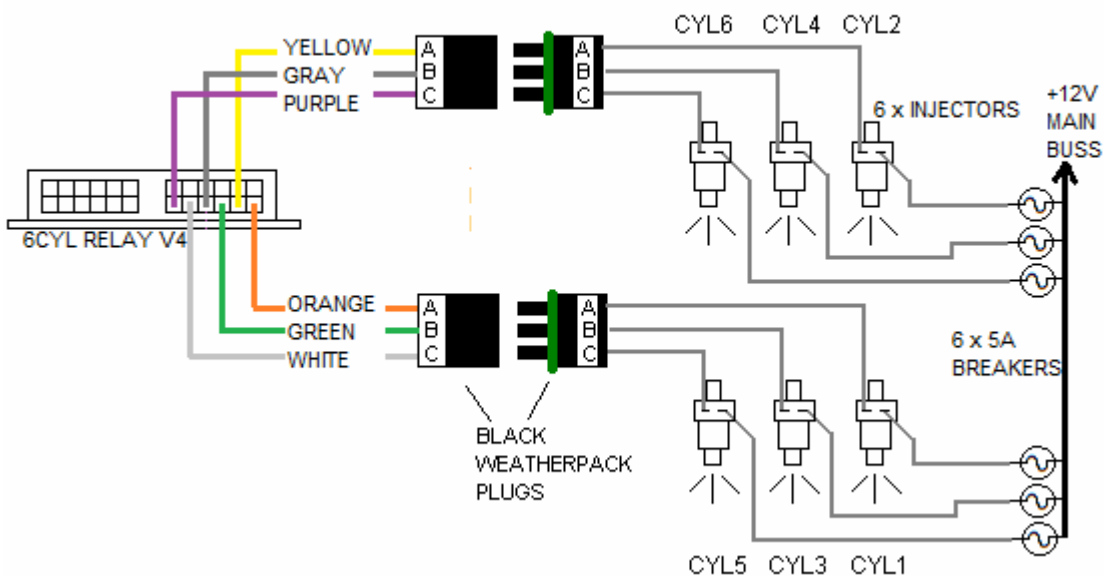 CYL6 CYL4 CYL2
YELLOW
GRAY
PURPLE
A
B
C
A
B
C
6 x INJECTORS
+12V
MAIN
BUSS
6CYL RELAY V4
ORANGE
GREEN
WHITE
A
B
C
A
B
C
6 x 5A
BREAKERS
BLACK
WEATHERPACK
PLUGS
CYL5 CYL3 CYL1